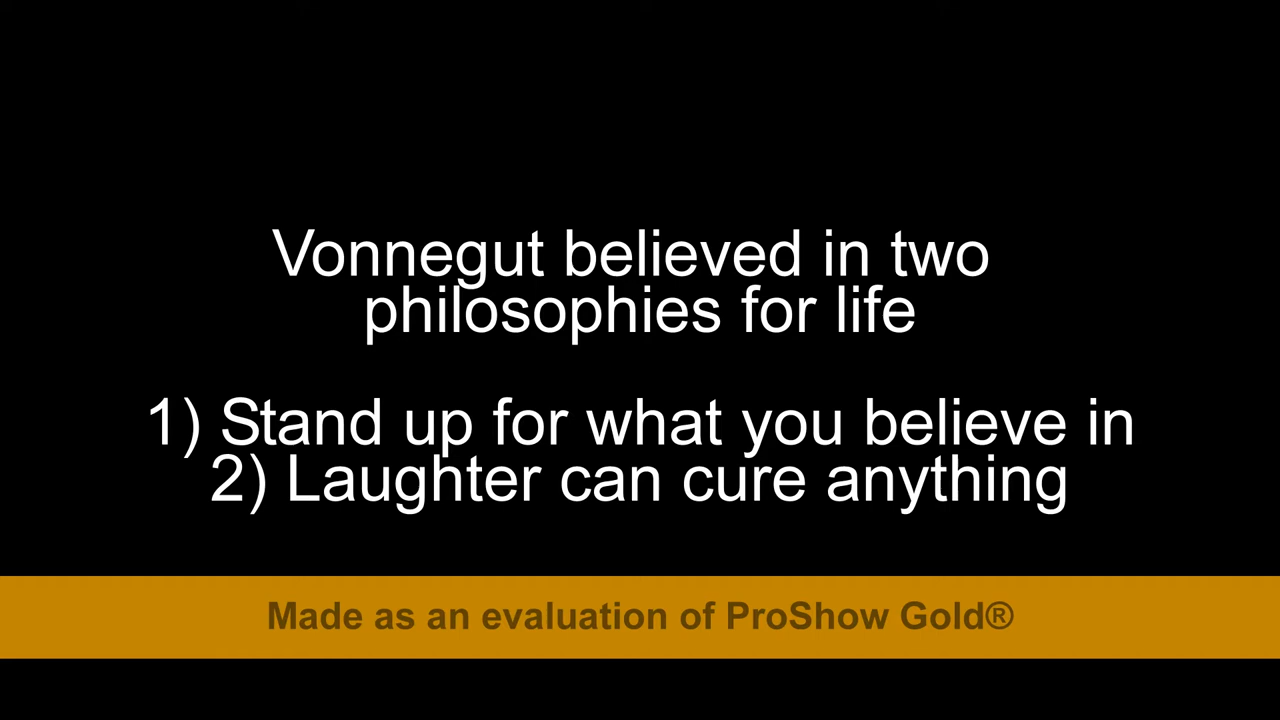 Vonnegut believed in two
philosophies for life
1) Stand up for what you believe in
2) Laughter can cure anything
Made as an evaluation of ProShow Gold®